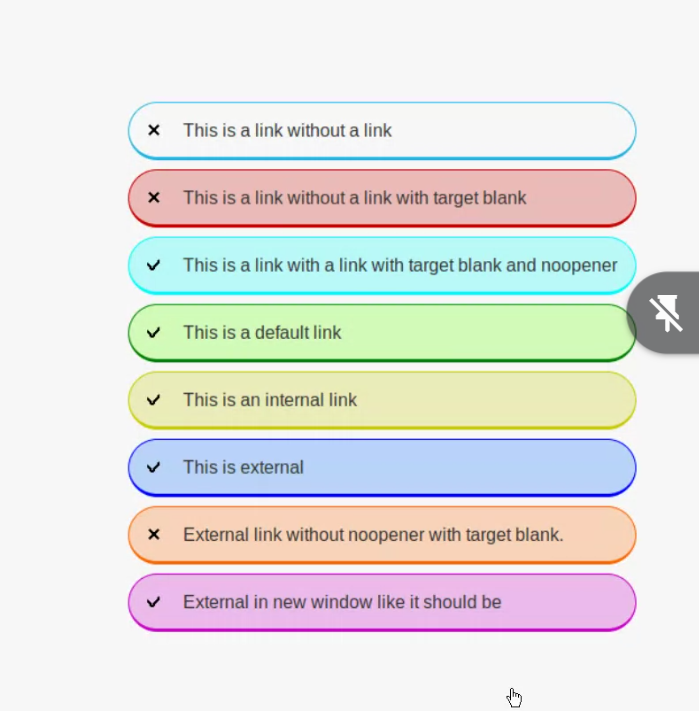 This is a link without a link
This is a link without a link with target blank
This is a link with a link with target blank and noopener
This is a default link
This is an internal link
This is external
External link without noopener with target blank.
External in new window like it should be